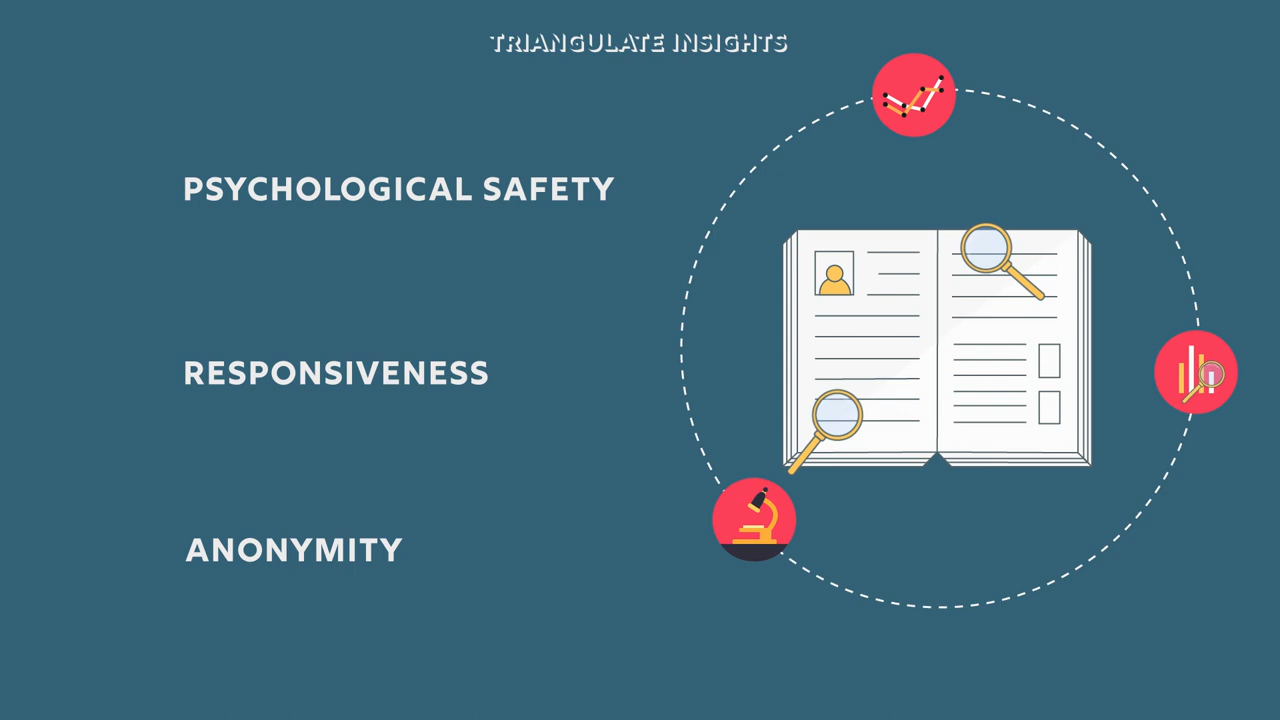 TRIANGULATE INSIGHTS
PSYCHOLOGICAL SAFETY
RESPONSIVENESS
ANONYMITY